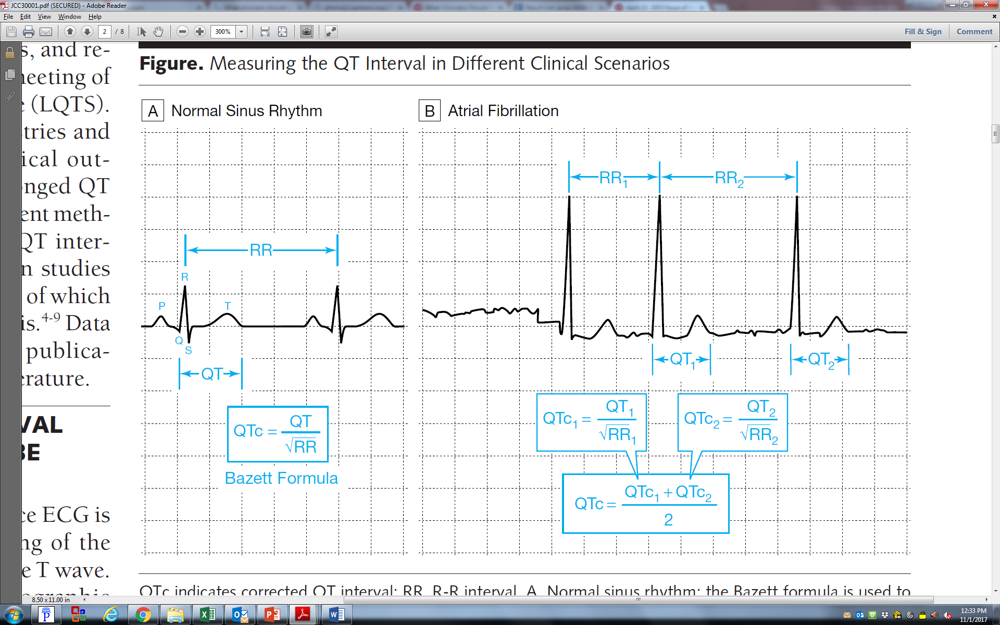 JCC30001.pdf (SECURED) - Adobe Reader
File Edit View Window Help
2 / 8
300%
Fill & Sign
Comment
s, and re-
neeting of
(LQTS).
tries and
ical out-
onged QT
ent meth-
QT inter-
n studies
of which
is.4-9 Data
publica-
erature.
VAL
BE
ce ECG is
ng of the
e T wave.
Figure. Measuring the QT Interval in Different Clinical Scenarios
A Normal Sinus Rhythm
RR
R
P
T
Q
S
QT
QTc = QT / √RR
Bazett Formula
B Atrial Fibrillation
RR1
RR2
QT1
QT2
QTc1 = QT1 / √RR1
QTc2 = QT2 / √RR2
QTc = QTc1 + QTc2 / 2
QTc indicates corrected QT interval; RR, R-R interval. A, Normal sinus rhythm; the Bazett formula is used to
8.50 x 11.00 in
12:33 PM
11/1/2017